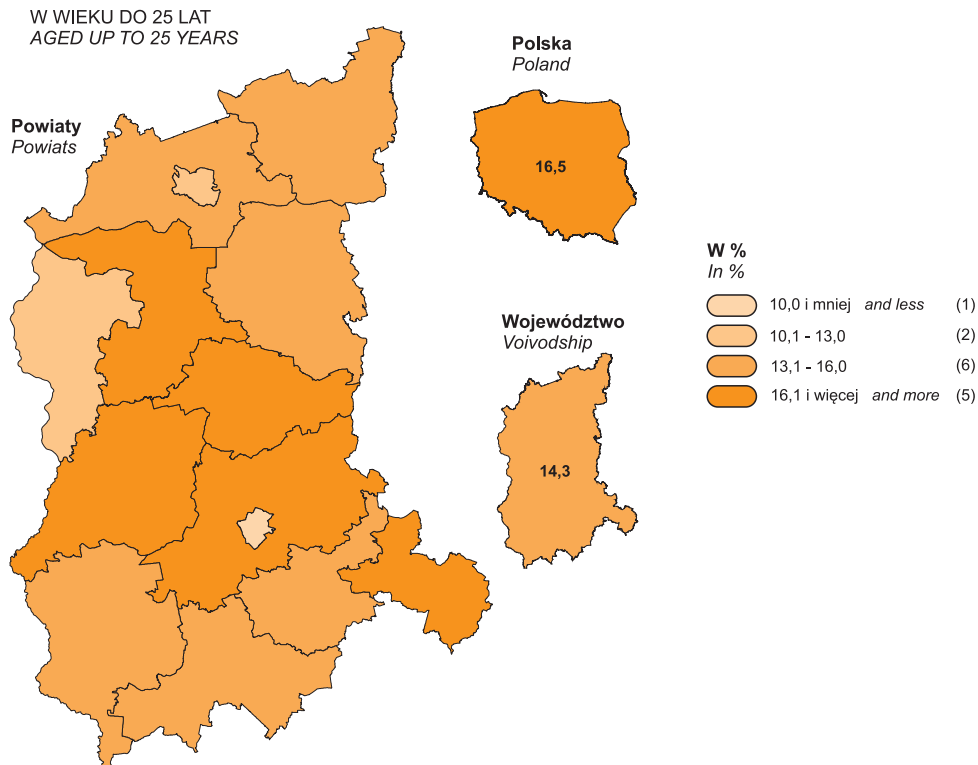 W WIEKU DO 25 LAT
AGED UP TO 25 YEARS
Powiaty
Powiats
Polska
Poland
16,5
Województwo
Voivodship
14,3
W %
In %
10,0 i mniej and less (1)
10,1 - 13,0 (2)
13,1 - 16,0 (6)
16,1 i więcej and more (5)